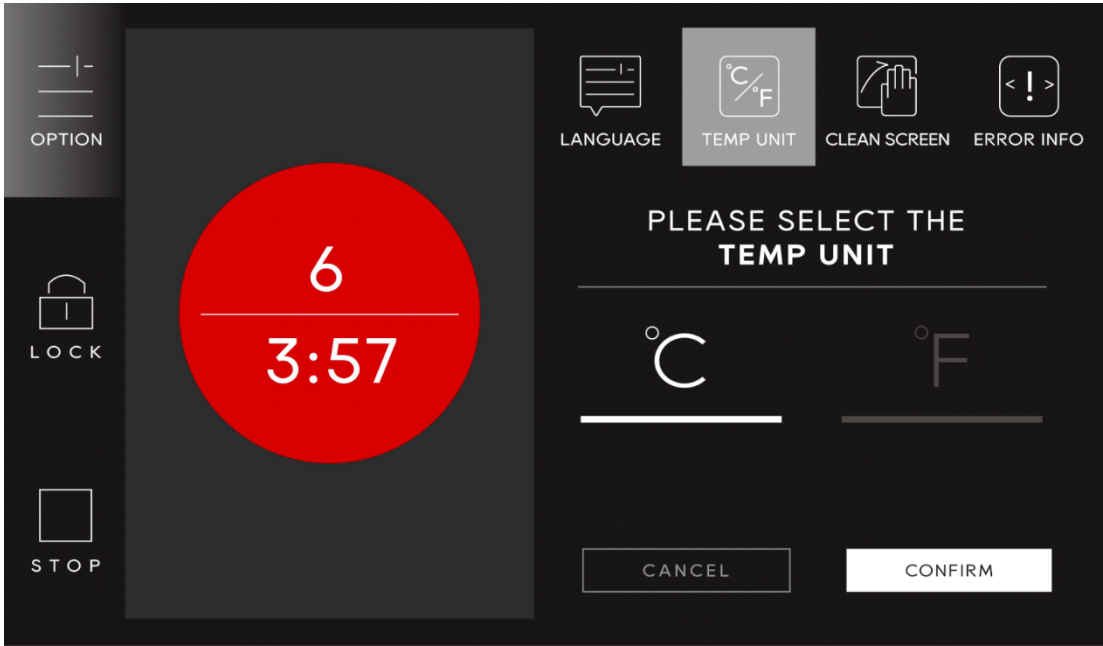 OPTION
LOCK
STOP
6
3:57
°C/°F
LANGUAGE
TEMP UNIT
CLEAN SCREEN
<!>
ERROR INFO
PLEASE SELECT THE
TEMP UNIT
°C
°F
CANCEL
CONFIRM